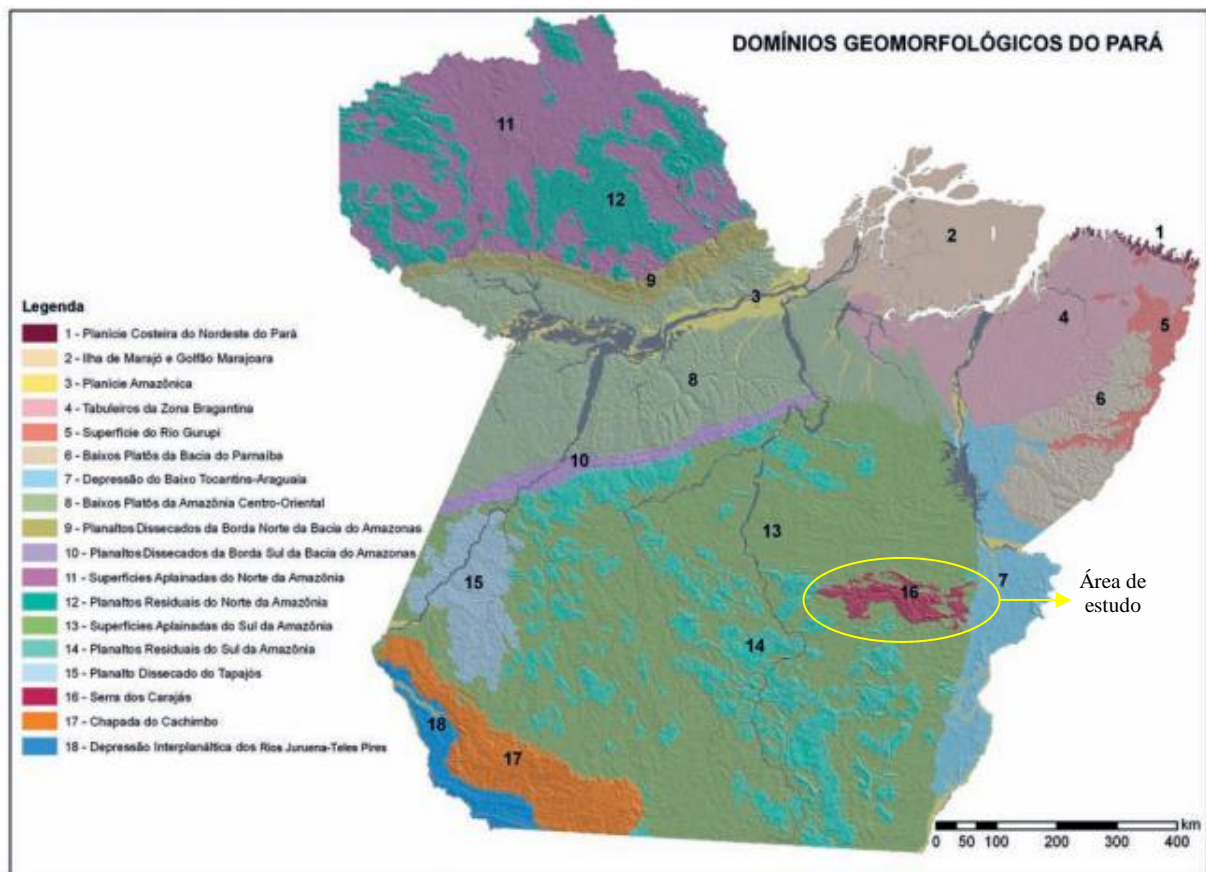 DOMÍNIOS GEOMORFOLÓGICOS DO PARÁ
11
12
2
1
9
3
4
5
8
6
10
13
15
16
7
Área de
estudo
14
18
17
Legenda
1 - Planície Costeira do Nordeste do Pará
2 - Ilha de Marajó e Golfão Marajoara
3 - Planície Amazônica
4 - Tabuleiros da Zona Bragantina
5 - Superfície do Rio Gurupi
6 - Baixos Platôs da Bacia do Parnaíba
7 - Depressão do Baixo Tocantins-Araguaia
8 - Baixos Platôs da Amazônia Centro-Oriental
9 - Planaltos Dissecados da Borda Norte da Bacia do Amazonas
10 - Planaltos Dissecados da Borda Sul da Bacia do Amazonas
11 - Superfícies Aplainadas do Norte da Amazônia
12 - Planaltos Residuais do Norte da Amazônia
13 - Superfícies Aplainadas do Sul da Amazônia
14 - Planaltos Residuais do Sul da Amazônia
15 - Planalto Dissecado do Tapajós
16 - Serra dos Carajás
17 - Chapada do Cachimbo
18 - Depressão Interplanáltica dos Rios Juruena-Teles Pires
km
0 50 100 200 300 400